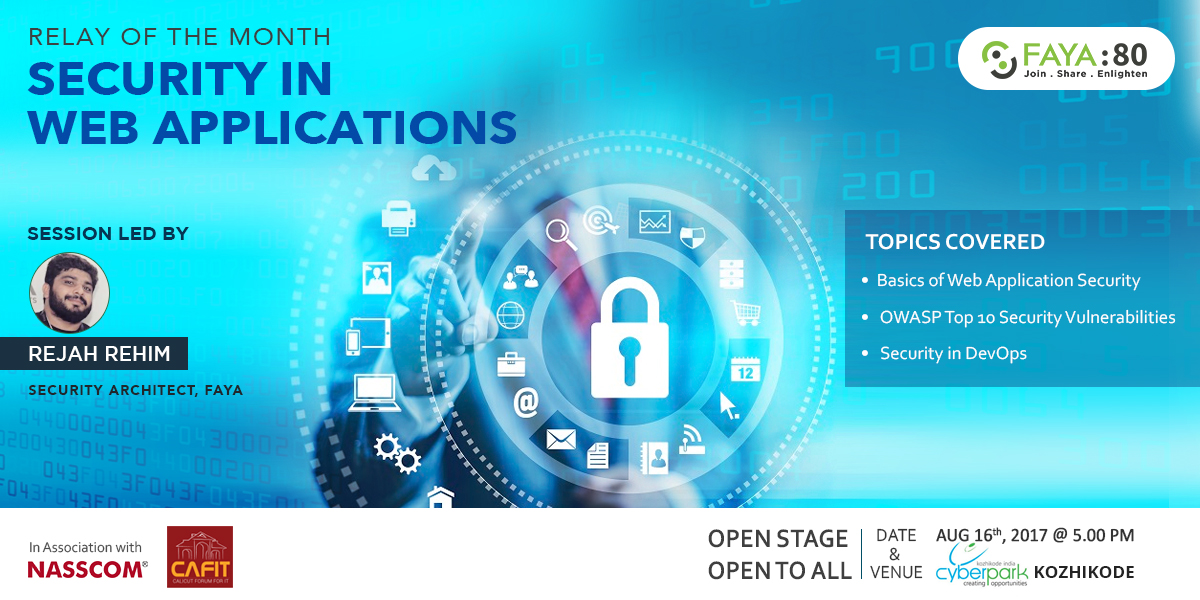 RELAY OF THE MONTH
SECURITY IN
WEB APPLICATIONS
FAYA:80
Join . Share . Enlighten
SESSION LED BY
REJAH REHIM
SECURITY ARCHITECT, FAYA
TOPICS COVERED
• Basics of Web Application Security
• OWASP Top 10 Security Vulnerabilities
• Security in DevOps
@
12
In Association with
NASSCOM®
CAFIT
CALICUT FORUM FOR IT
OPEN STAGE
OPEN TO ALL
DATE
&
VENUE
AUG 16th, 2017 @ 5.00 PM
kozhikode india
cyberpark
creating opportunities
KOZHIKODE